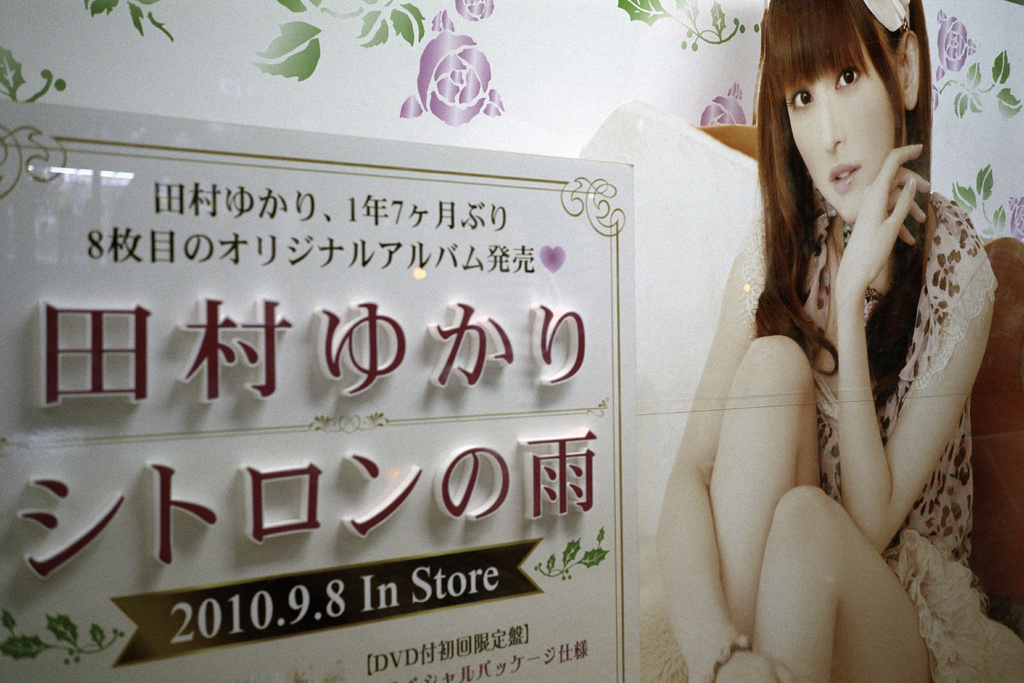 田村ゆかり、1年7ヶ月ぶり
8枚目のオリジナルアルバム発売
田村ゆかり
シトロンの雨
2010.9.8 In Store
【DVD付初回限定盤】
シャルパッケージ仕様